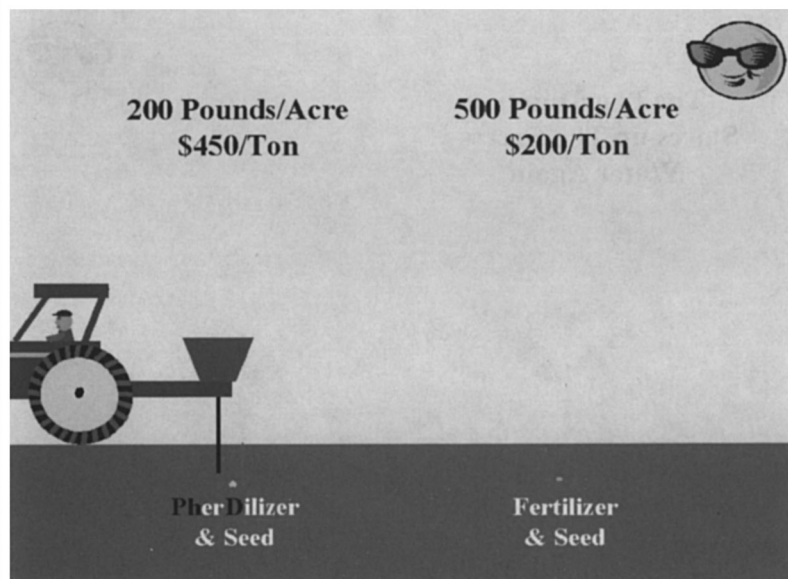 200 Pounds/Acre
$450/Ton
500 Pounds/Acre
$200/Ton
PherDilizer
& Seed
Fertilizer
& Seed